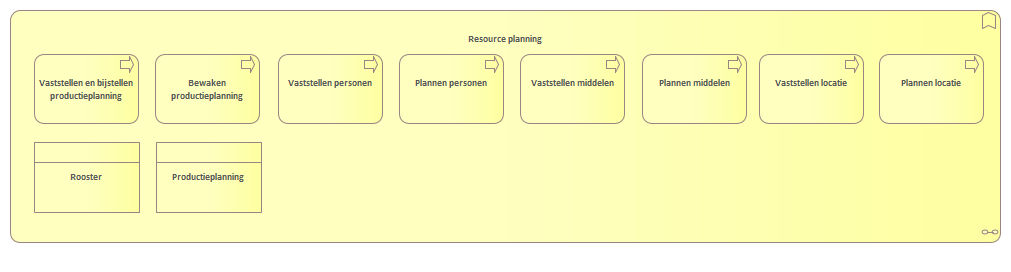 Resource planning
Vaststellen en bijstellen
productieplanning
Bewaken
productieplanning
Vaststellen personen
Plannen personen
Vaststellen middelen
Plannen middelen
Vaststellen locatie
Plannen locatie
Rooster
Productieplanning